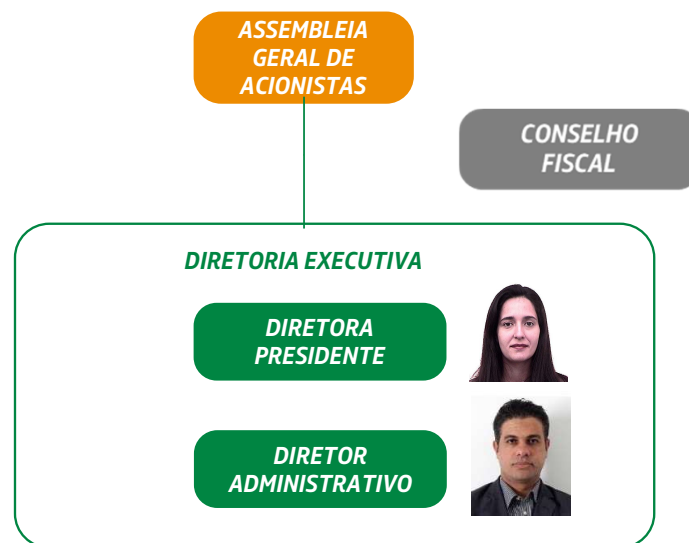 ASSEMBLEIA
GERAL DE
ACIONISTAS
CONSELHO
FISCAL
DIRETORIA EXECUTIVA
DIRETORA
PRESIDENTE
DIRETOR
ADMINISTRATIVO